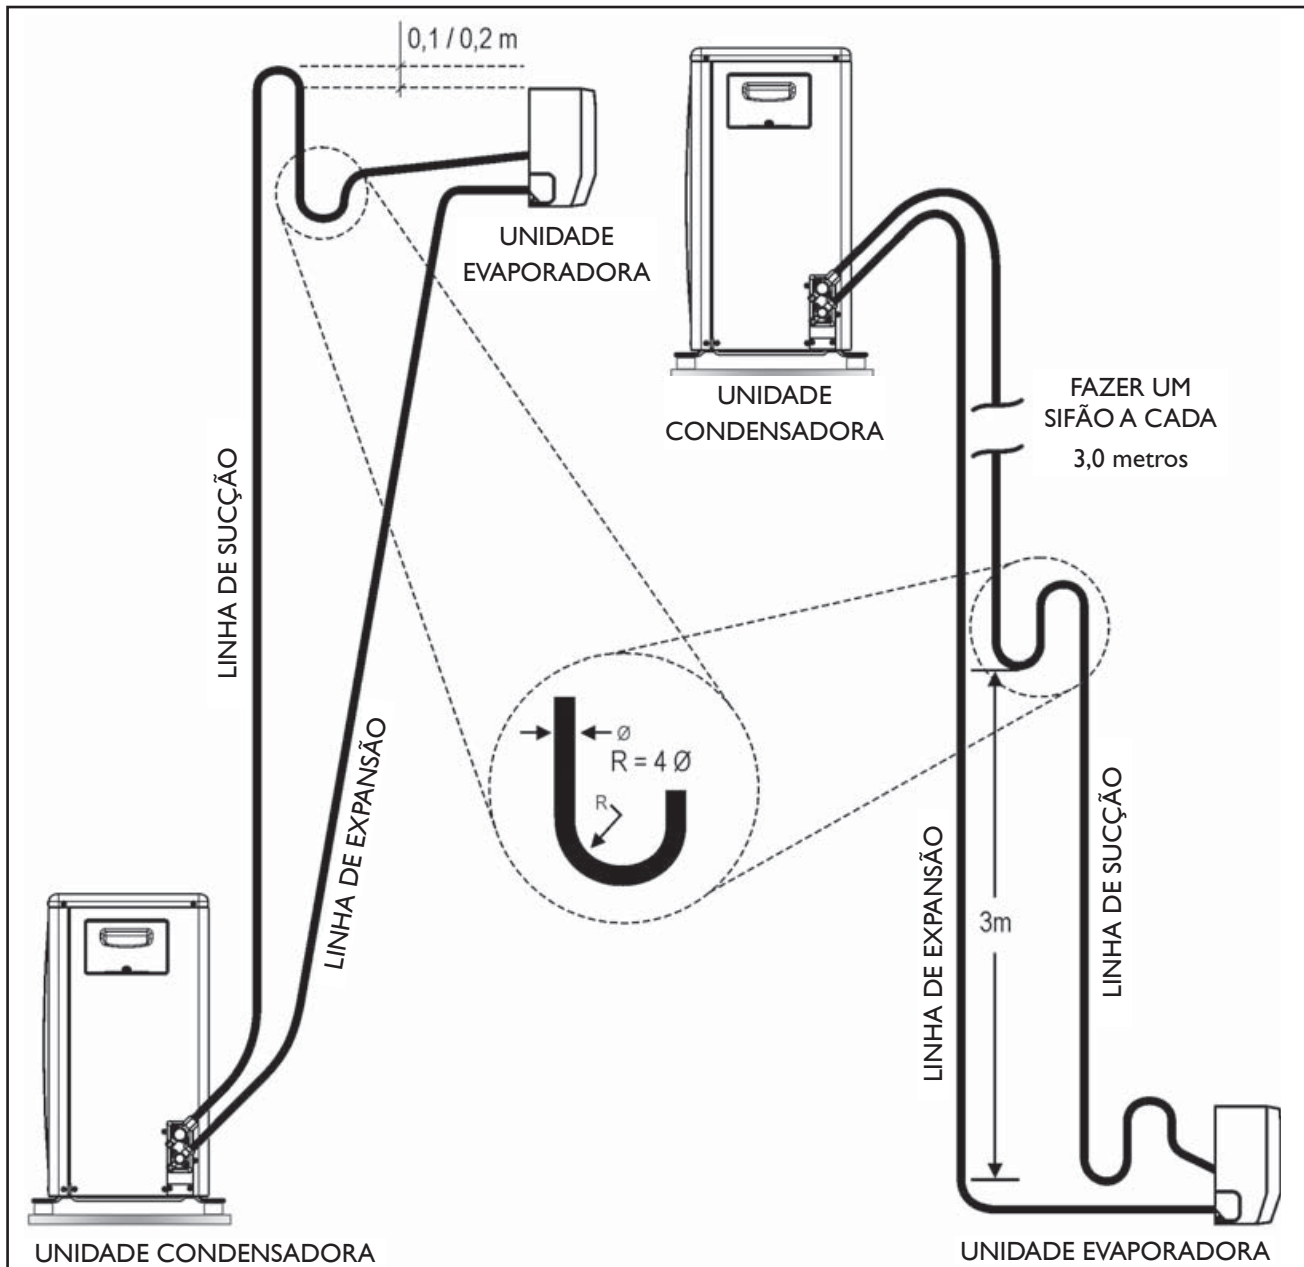 0,1 / 0,2 m
UNIDADE
EVAPORADORA
LINHA DE SUCÇÃO
LINHA DE EXPANSÃO
UNIDADE CONDENSADORA
Ø
R = 4 Ø
R
UNIDADE
CONDENSADORA
FAZER UM
SIFÃO A CADA
3,0 metros
LINHA DE EXPANSÃO
3m
LINHA DE SUCÇÃO
UNIDADE EVAPORADORA